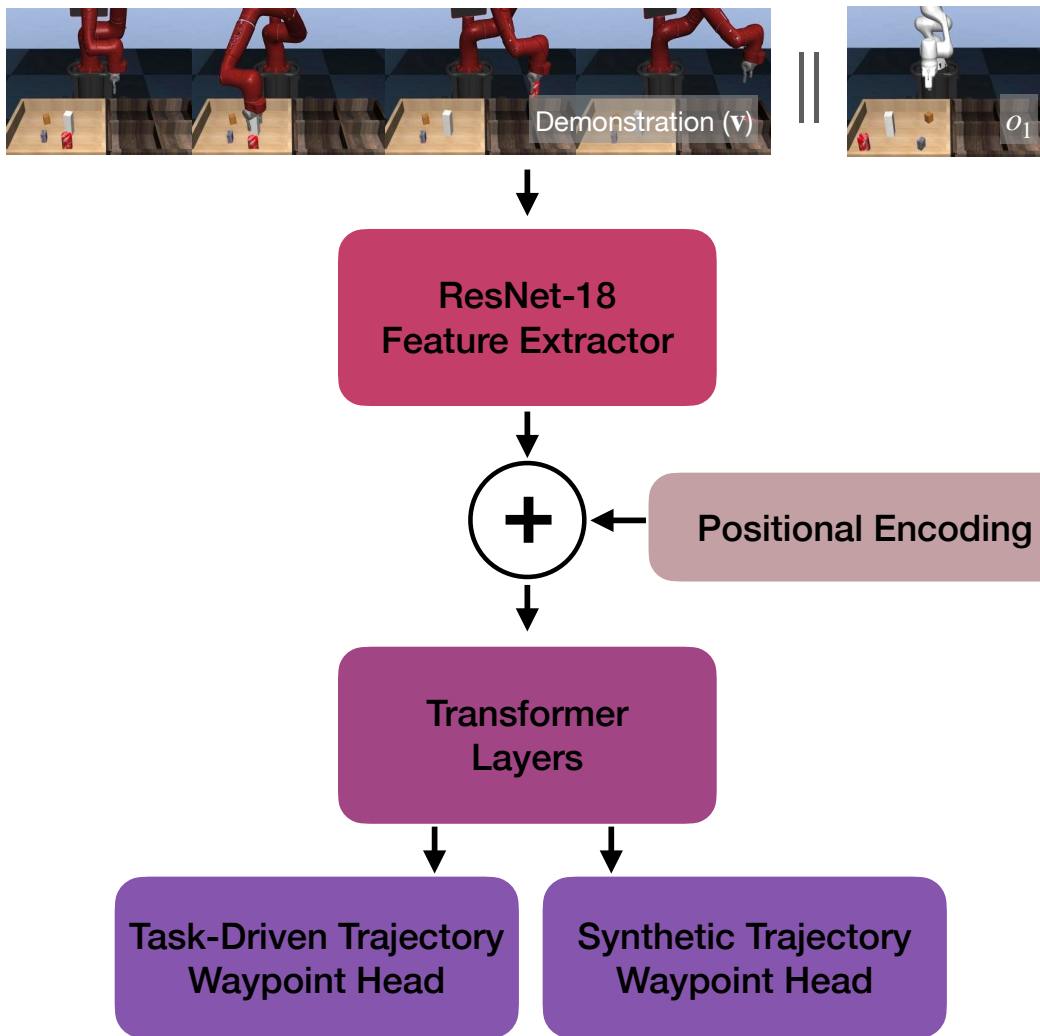 Demonstration (v)
o₁
ResNet-18
Feature Extractor
+
Positional Encoding
Transformer
Layers
Task-Driven Trajectory
Waypoint Head
Synthetic Trajectory
Waypoint Head